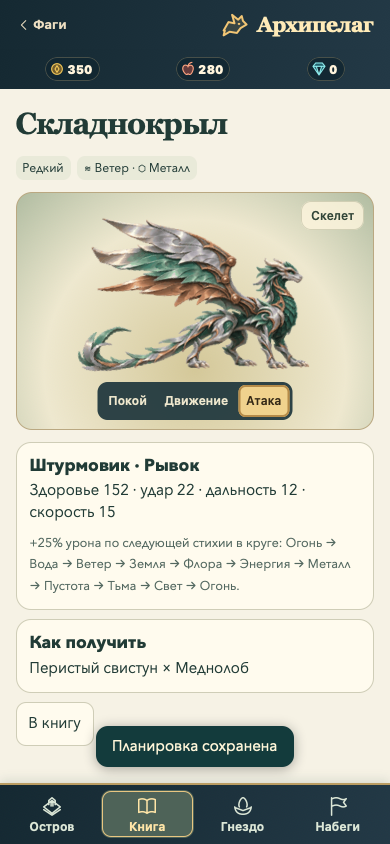 Фаги
Архипелаг
350
280
0
Складнокрыл
Редкий
≋ Ветер · ⬡ Металл
Скелет
Покой
Движение
Атака
Штурмовик · Рывок
Здоровье 152 · удар 22 · дальность 12 ·
скорость 15
+25% урона по следующей стихии в круге: Огонь →
Вода → Ветер → Земля → Флора → Энергия → Металл
→ Пустота → Тьма → Свет → Огонь.
Как получить
Перистый свистун × Меднолоб
В книгу
Планировка сохранена
Остров
Книга
Гнездо
Набеги